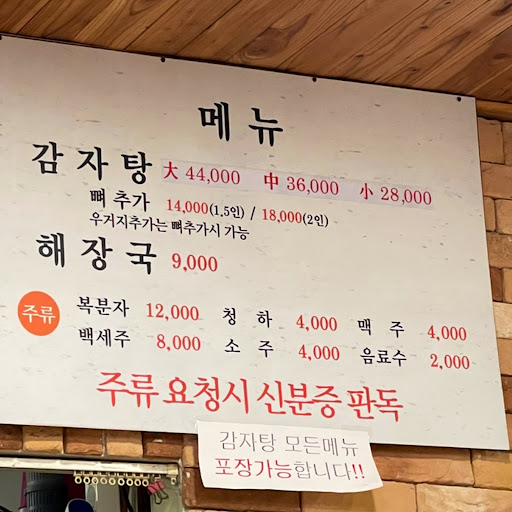 메뉴
감자탕 大 44,000 中 36,000 小 28,000
뼈 추가 14,000(1.5인) / 18,000(2인)
우거지추가는 뼈추가시 가능
해장국 9,000
주류 복분자 12,000 청하 4,000 맥주 4,000
백세주 8,000 소주 4,000 음료수 2,000
주류 요청시 신분증 판독
감자탕 모든메뉴
포장가능합니다!!